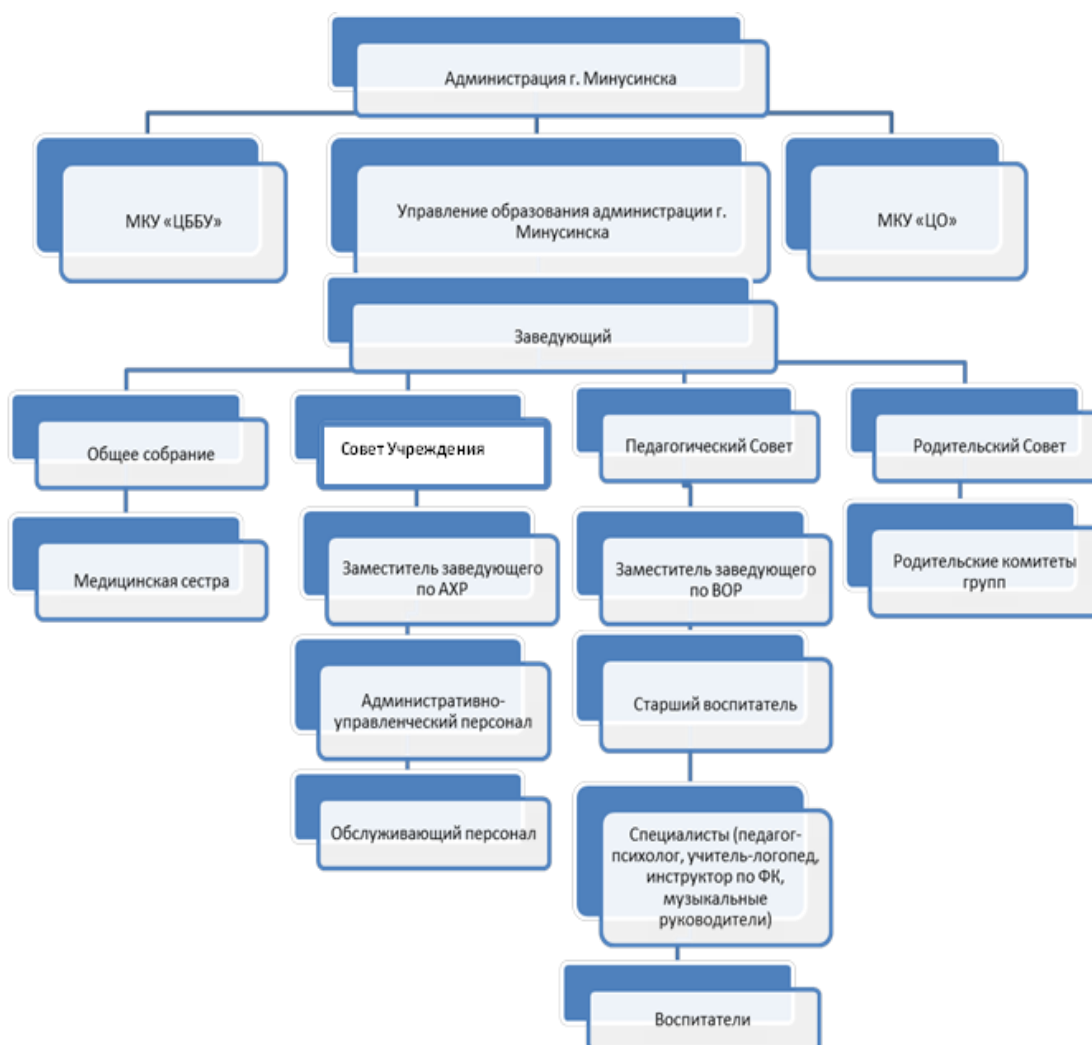 Администрация г. Минусинска
МКУ «ЦББУ»
Управление образования администрации г.
Минусинска
МКУ «ЦО»
Заведующий
Общее собрание
Совет Учреждения
Педагогический Совет
Родительский Совет
Медицинская сестра
Заместитель заведующего
по АХР
Заместитель заведующего
по ВОР
Родительские комитеты
групп
Административно-
управленческий персонал
Старший воспитатель
Обслуживающий персонал
Специалисты (педагог-
психолог, учитель-логопед,
инструктор по ФК,
музыкальные
руководители)
Воспитатели